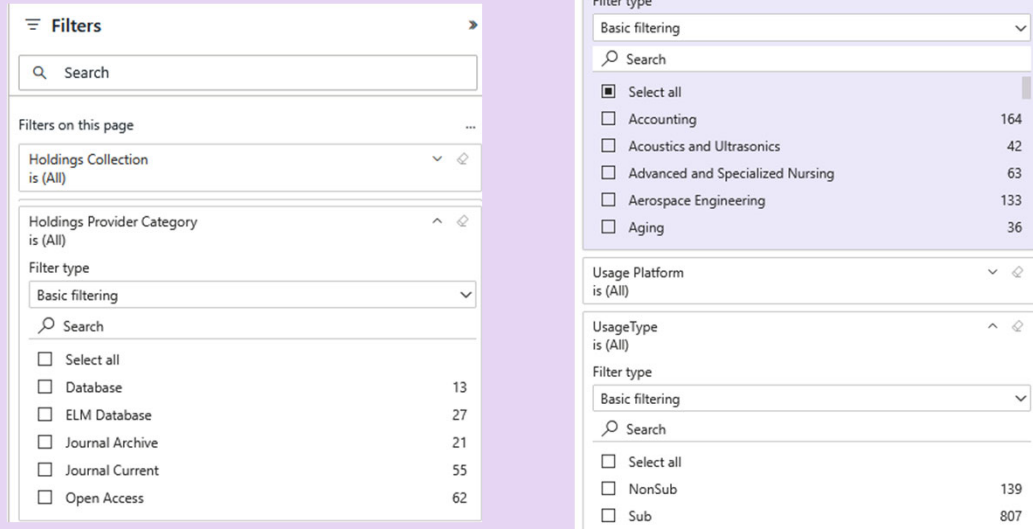 Filters
Search
Filters on this page
...
Holdings Collection
is (All)
Holdings Provider Category
is (All)
Filter type
Basic filtering
Search
Select all
Database 13
ELM Database 27
Journal Archive 21
Journal Current 55
Open Access 62
Filter type
Basic filtering
Search
Select all
Accounting 164
Acoustics and Ultrasonics 42
Advanced and Specialized Nursing 63
Aerospace Engineering 133
Aging 36
Usage Platform
is (All)
UsageType
is (All)
Filter type
Basic filtering
Search
Select all
NonSub 139
Sub 807